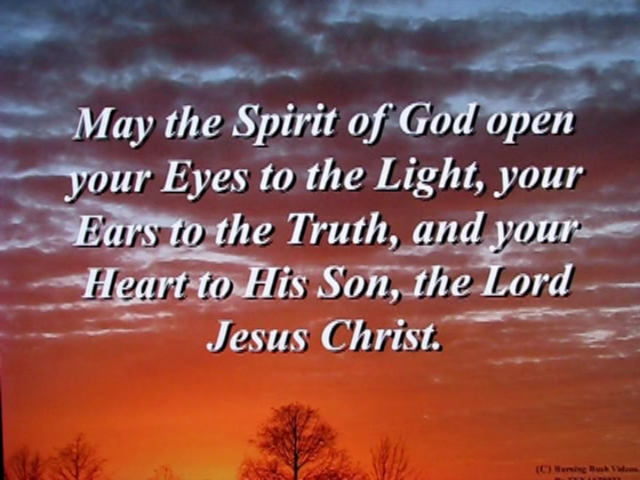 May the Spirit of God open
your Eyes to the Light, your
Ears to the Truth, and your
Heart to His Son, the Lord
Jesus Christ.
(C) Burning Bush Videos